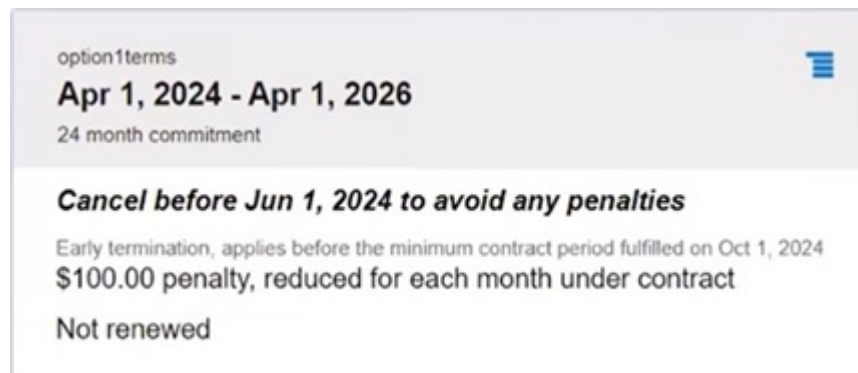 option1terms
Apr 1, 2024 - Apr 1, 2026
24 month commitment
Cancel before Jun 1, 2024 to avoid any penalties
Early termination, applies before the minimum contract period fulfilled on Oct 1, 2024
$100.00 penalty, reduced for each month under contract
Not renewed